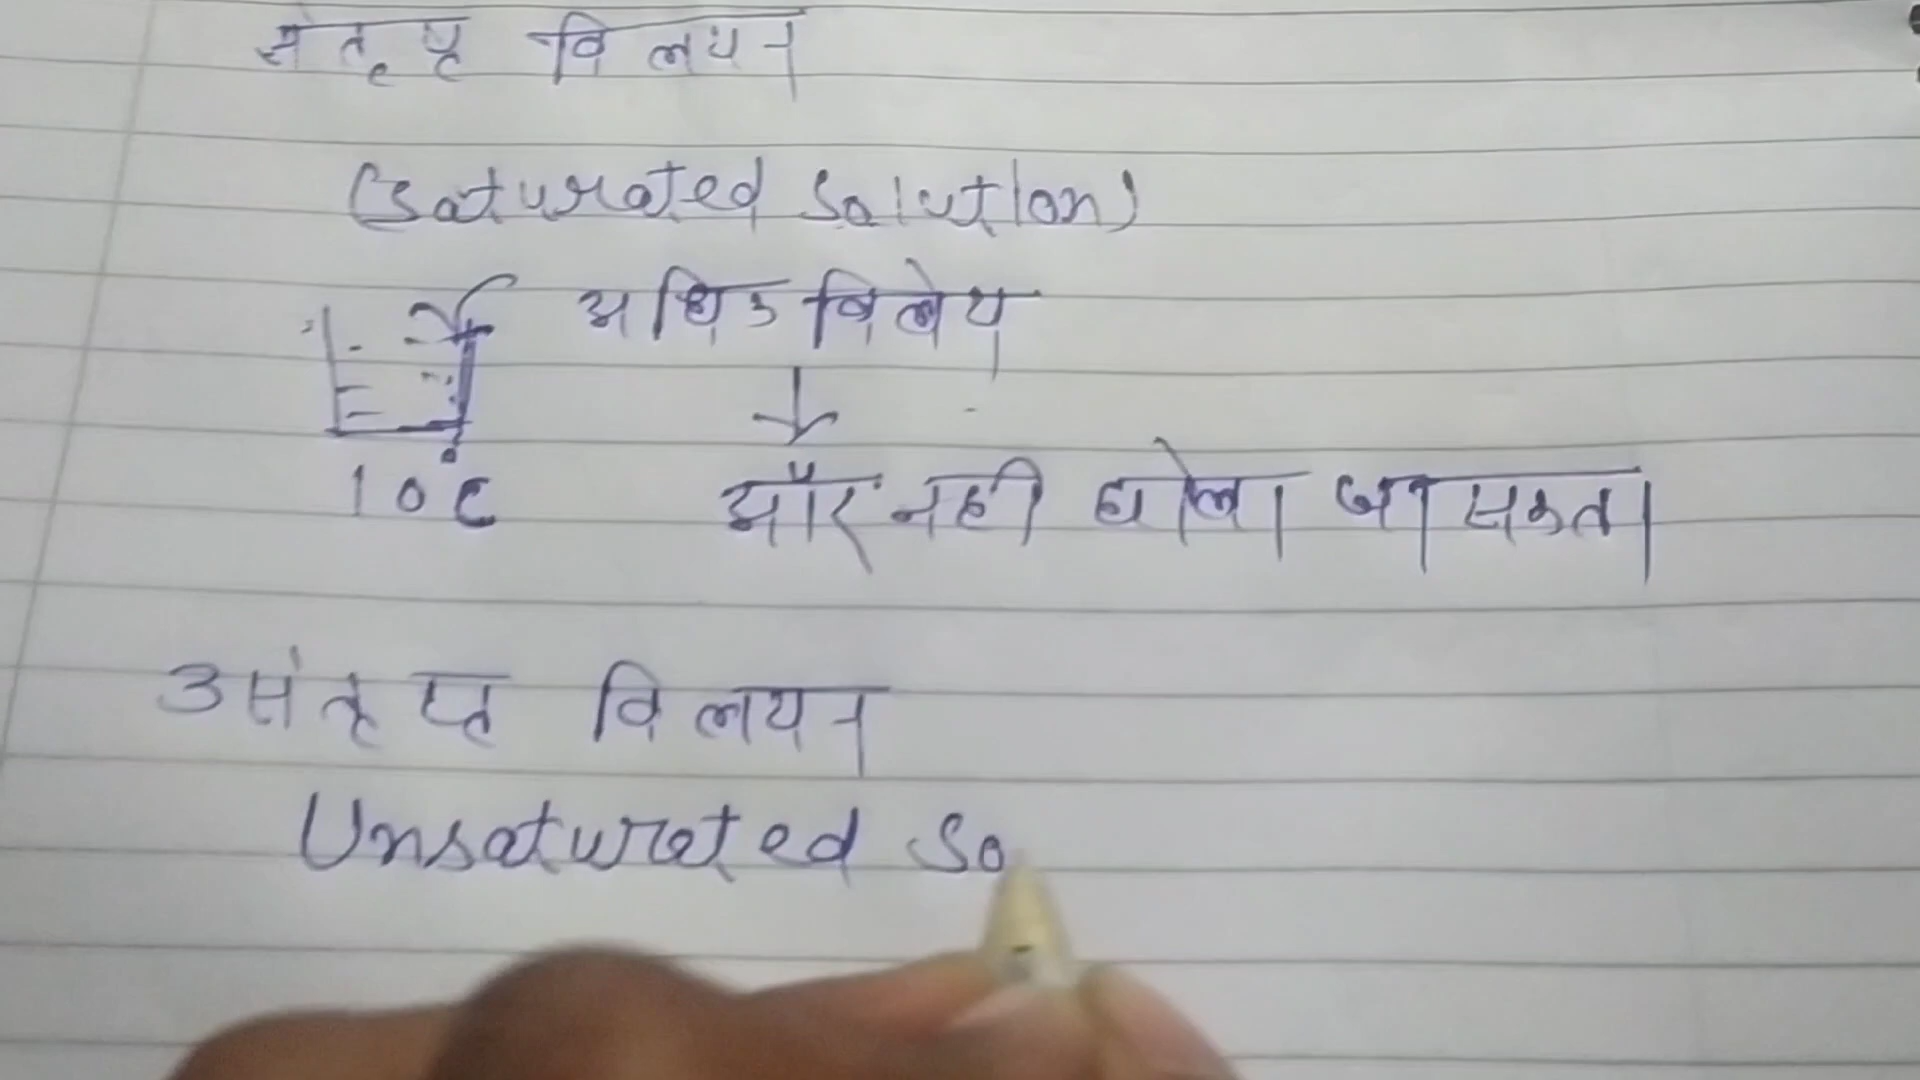 संतृप्त विलयन
(Saturated Solution)
अधिक विलेय
10°C
और नही घोला जा सकता
असंतृप्त विलयन
Unsaturated So